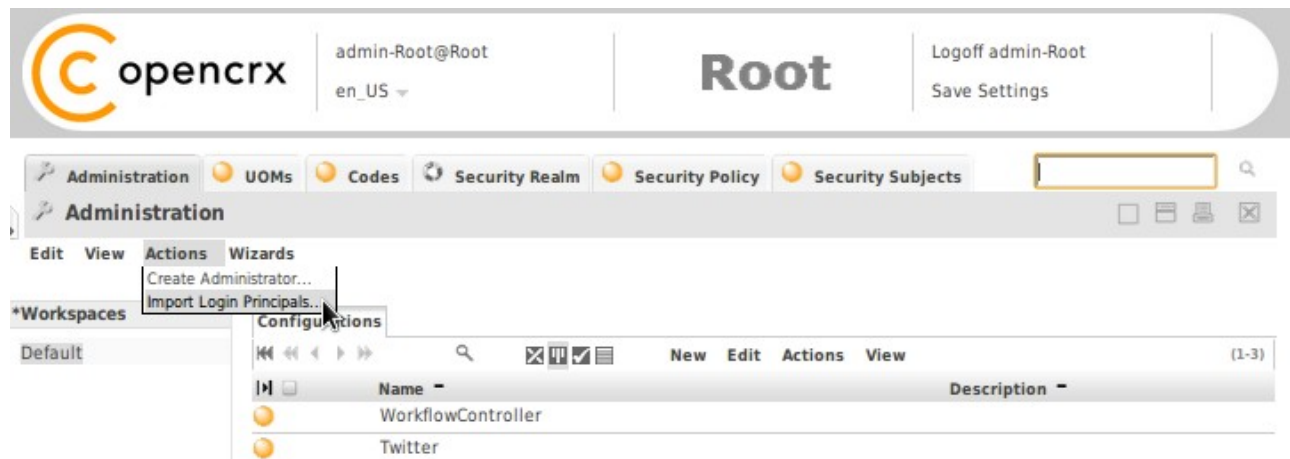 opencrx
admin-Root@Root
en_US
Root
Logoff admin-Root
Save Settings
Administration UOMs Codes Security Realm Security Policy Security Subjects
Administration
Edit View Actions Wizards
Create Administrator...
Import Login Principals...
*Workspaces
Configurations
Default
New Edit Actions View (1-3)
Name Description
WorkflowController
Twitter